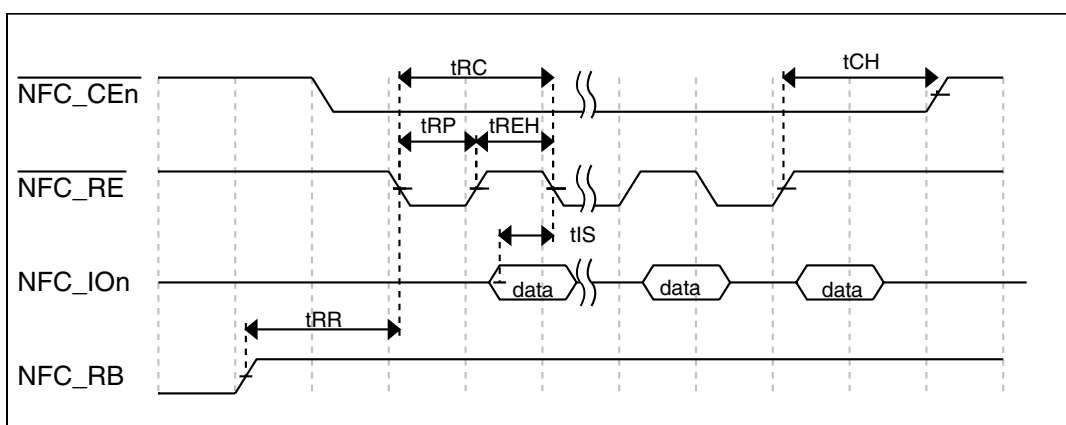 tRC
tCH
NFC_CEn
tRP
tREH
NFC_RE
tIS
NFC_IOn
data
data
data
tRR
NFC_RB